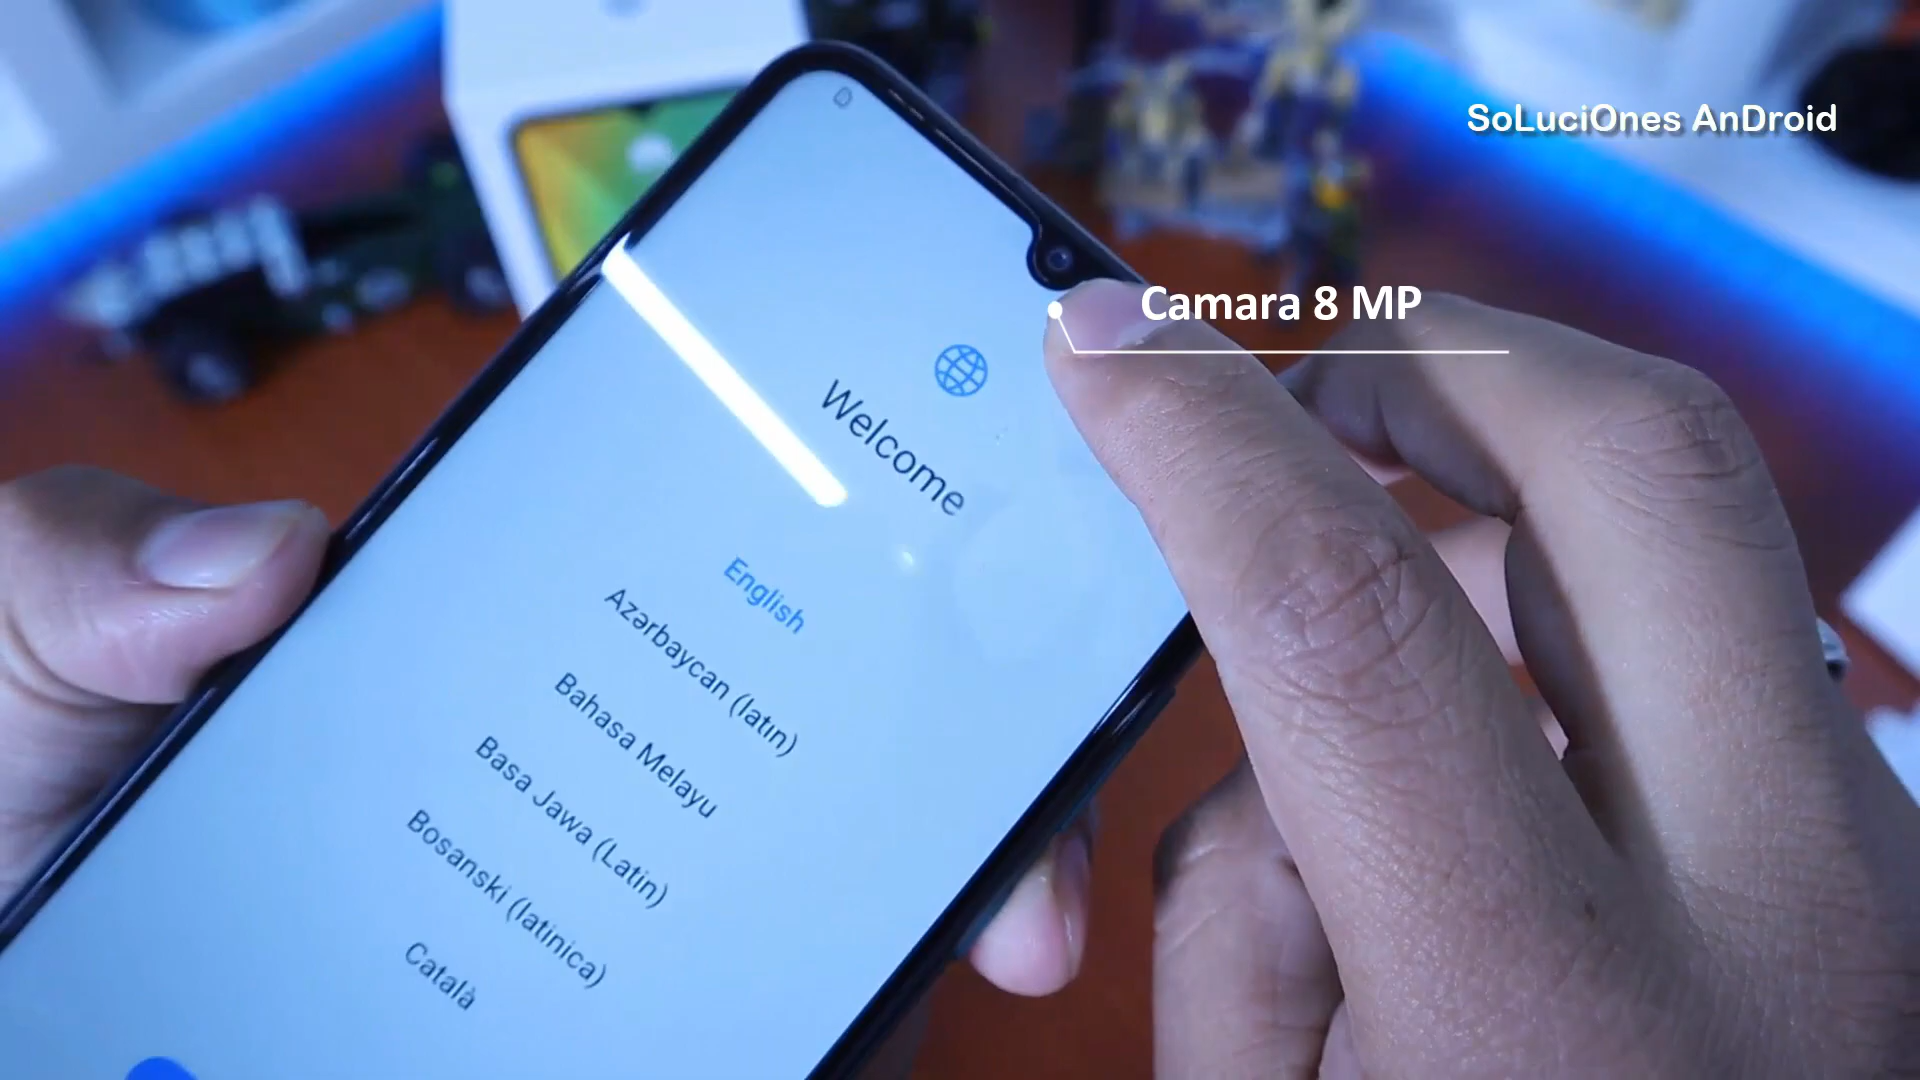 SoLuciOnes AnDroid
Camara 8 MP
Welcome
English
Azərbaycan (latın)
Bahasa Melayu
Basa Jawa (Latin)
Bosanski (latinica)
Català